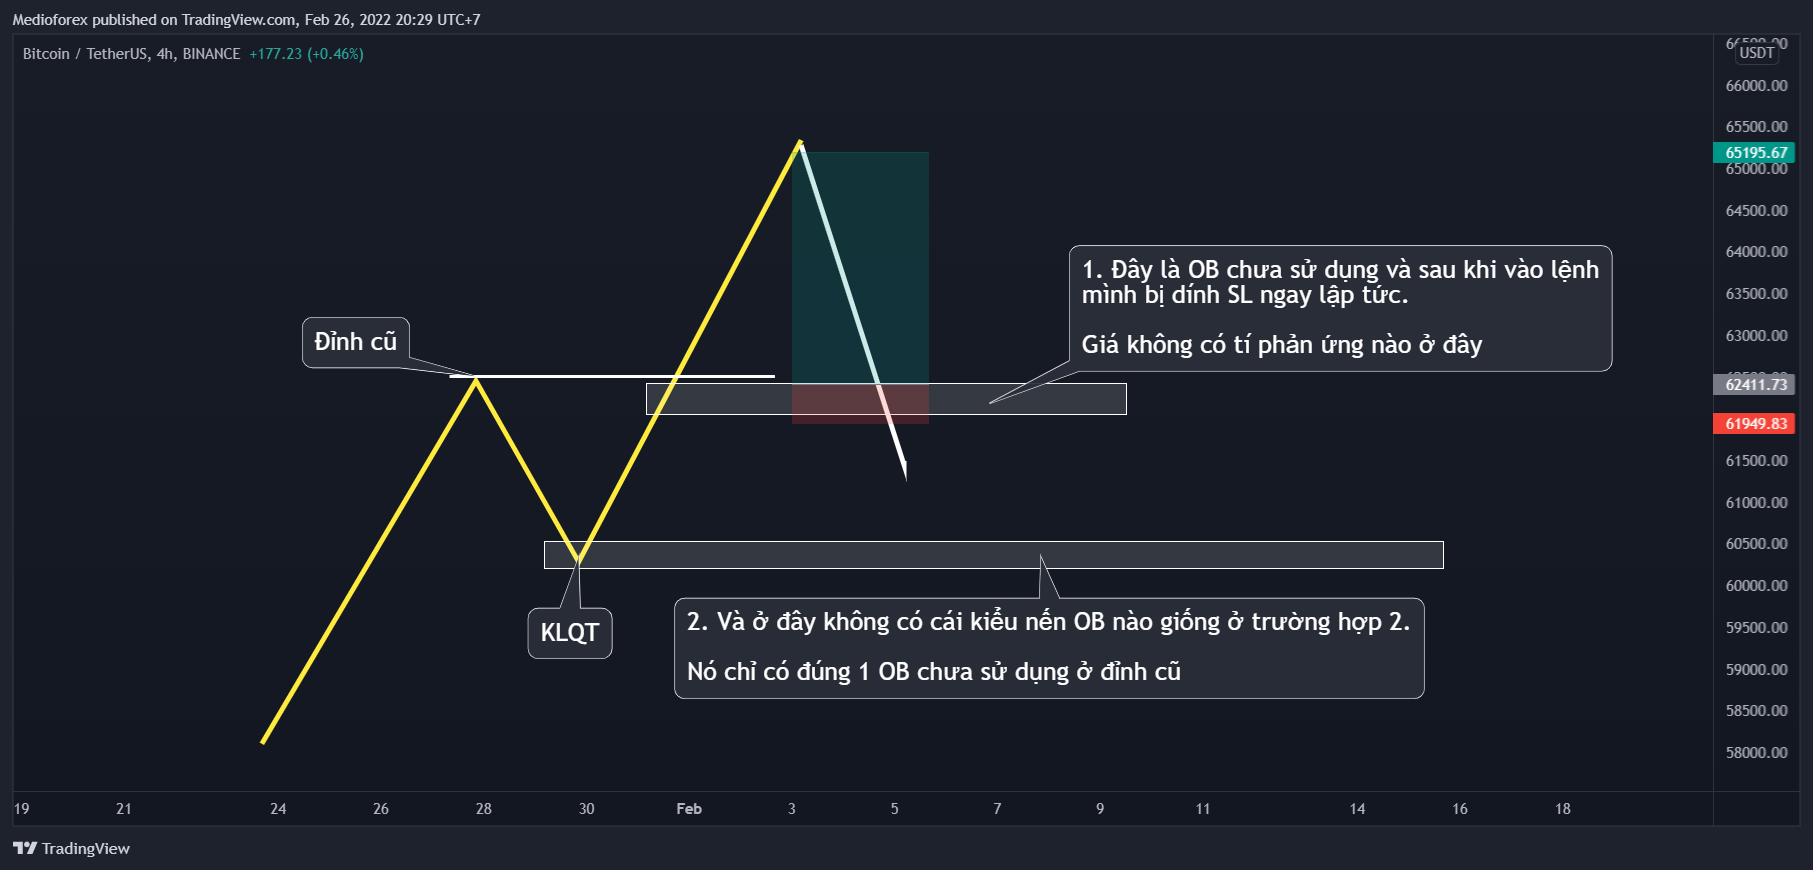 Medioforex published on TradingView.com, Feb 26, 2022 20:29 UTC+7
Bitcoin / TetherUS, 4h, BINANCE +177.23 (+0.46%)
USDT
66000.00
65500.00
65195.67
65000.00
64500.00
64000.00
63500.00
63000.00
62411.73
61949.83
61500.00
61000.00
60500.00
60000.00
59500.00
59000.00
58500.00
58000.00
1. Đây là OB chưa sử dụng và sau khi vào lệnh
mình bị dính SL ngay lập tức.
Giá không có tí phản ứng nào ở đây
Đỉnh cũ
KLQT
2. Và ở đây không có cái kiểu nến OB nào giống ở trường hợp 2.
Nó chỉ có đúng 1 OB chưa sử dụng ở đỉnh cũ
19 21 24 26 28 30 Feb 3 5 7 9 11 14 16 18
TradingView